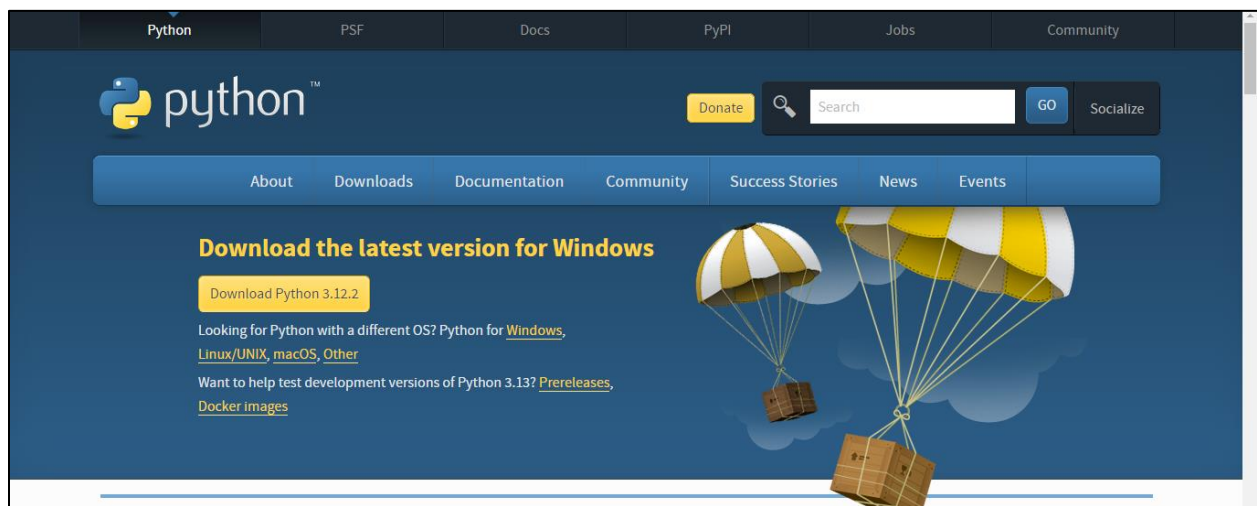 Python PSF Docs PyPI Jobs Community
python™
Donate Search GO Socialize
About Downloads Documentation Community Success Stories News Events
Download the latest version for Windows
Download Python 3.12.2
Looking for Python with a different OS? Python for Windows,
Linux/UNIX, macOS, Other
Want to help test development versions of Python 3.13? Prereleases,
Docker images